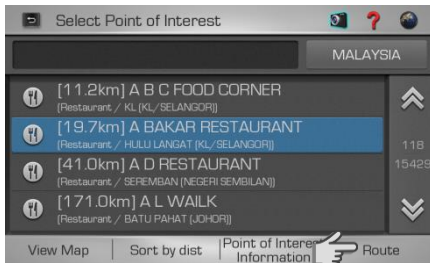 Select Point of Interest
MALAYSIA
[11.2km] A B C FOOD CORNER
(Restaurant / KL (KL/SELANGOR))
[19.7km] A BAKAR RESTAURANT
(Restaurant / HULU LANGAT (KL/SELANGOR))
[41.0km] A D RESTAURANT
(Restaurant / SEREMBAN (NEGERI SEMBILAN))
[171.0km] A L WAILK
(Restaurant / BATU PAHAT (JOHOR))
118
15429
View Map
Sort by dist
Point of Interest
Information
Route